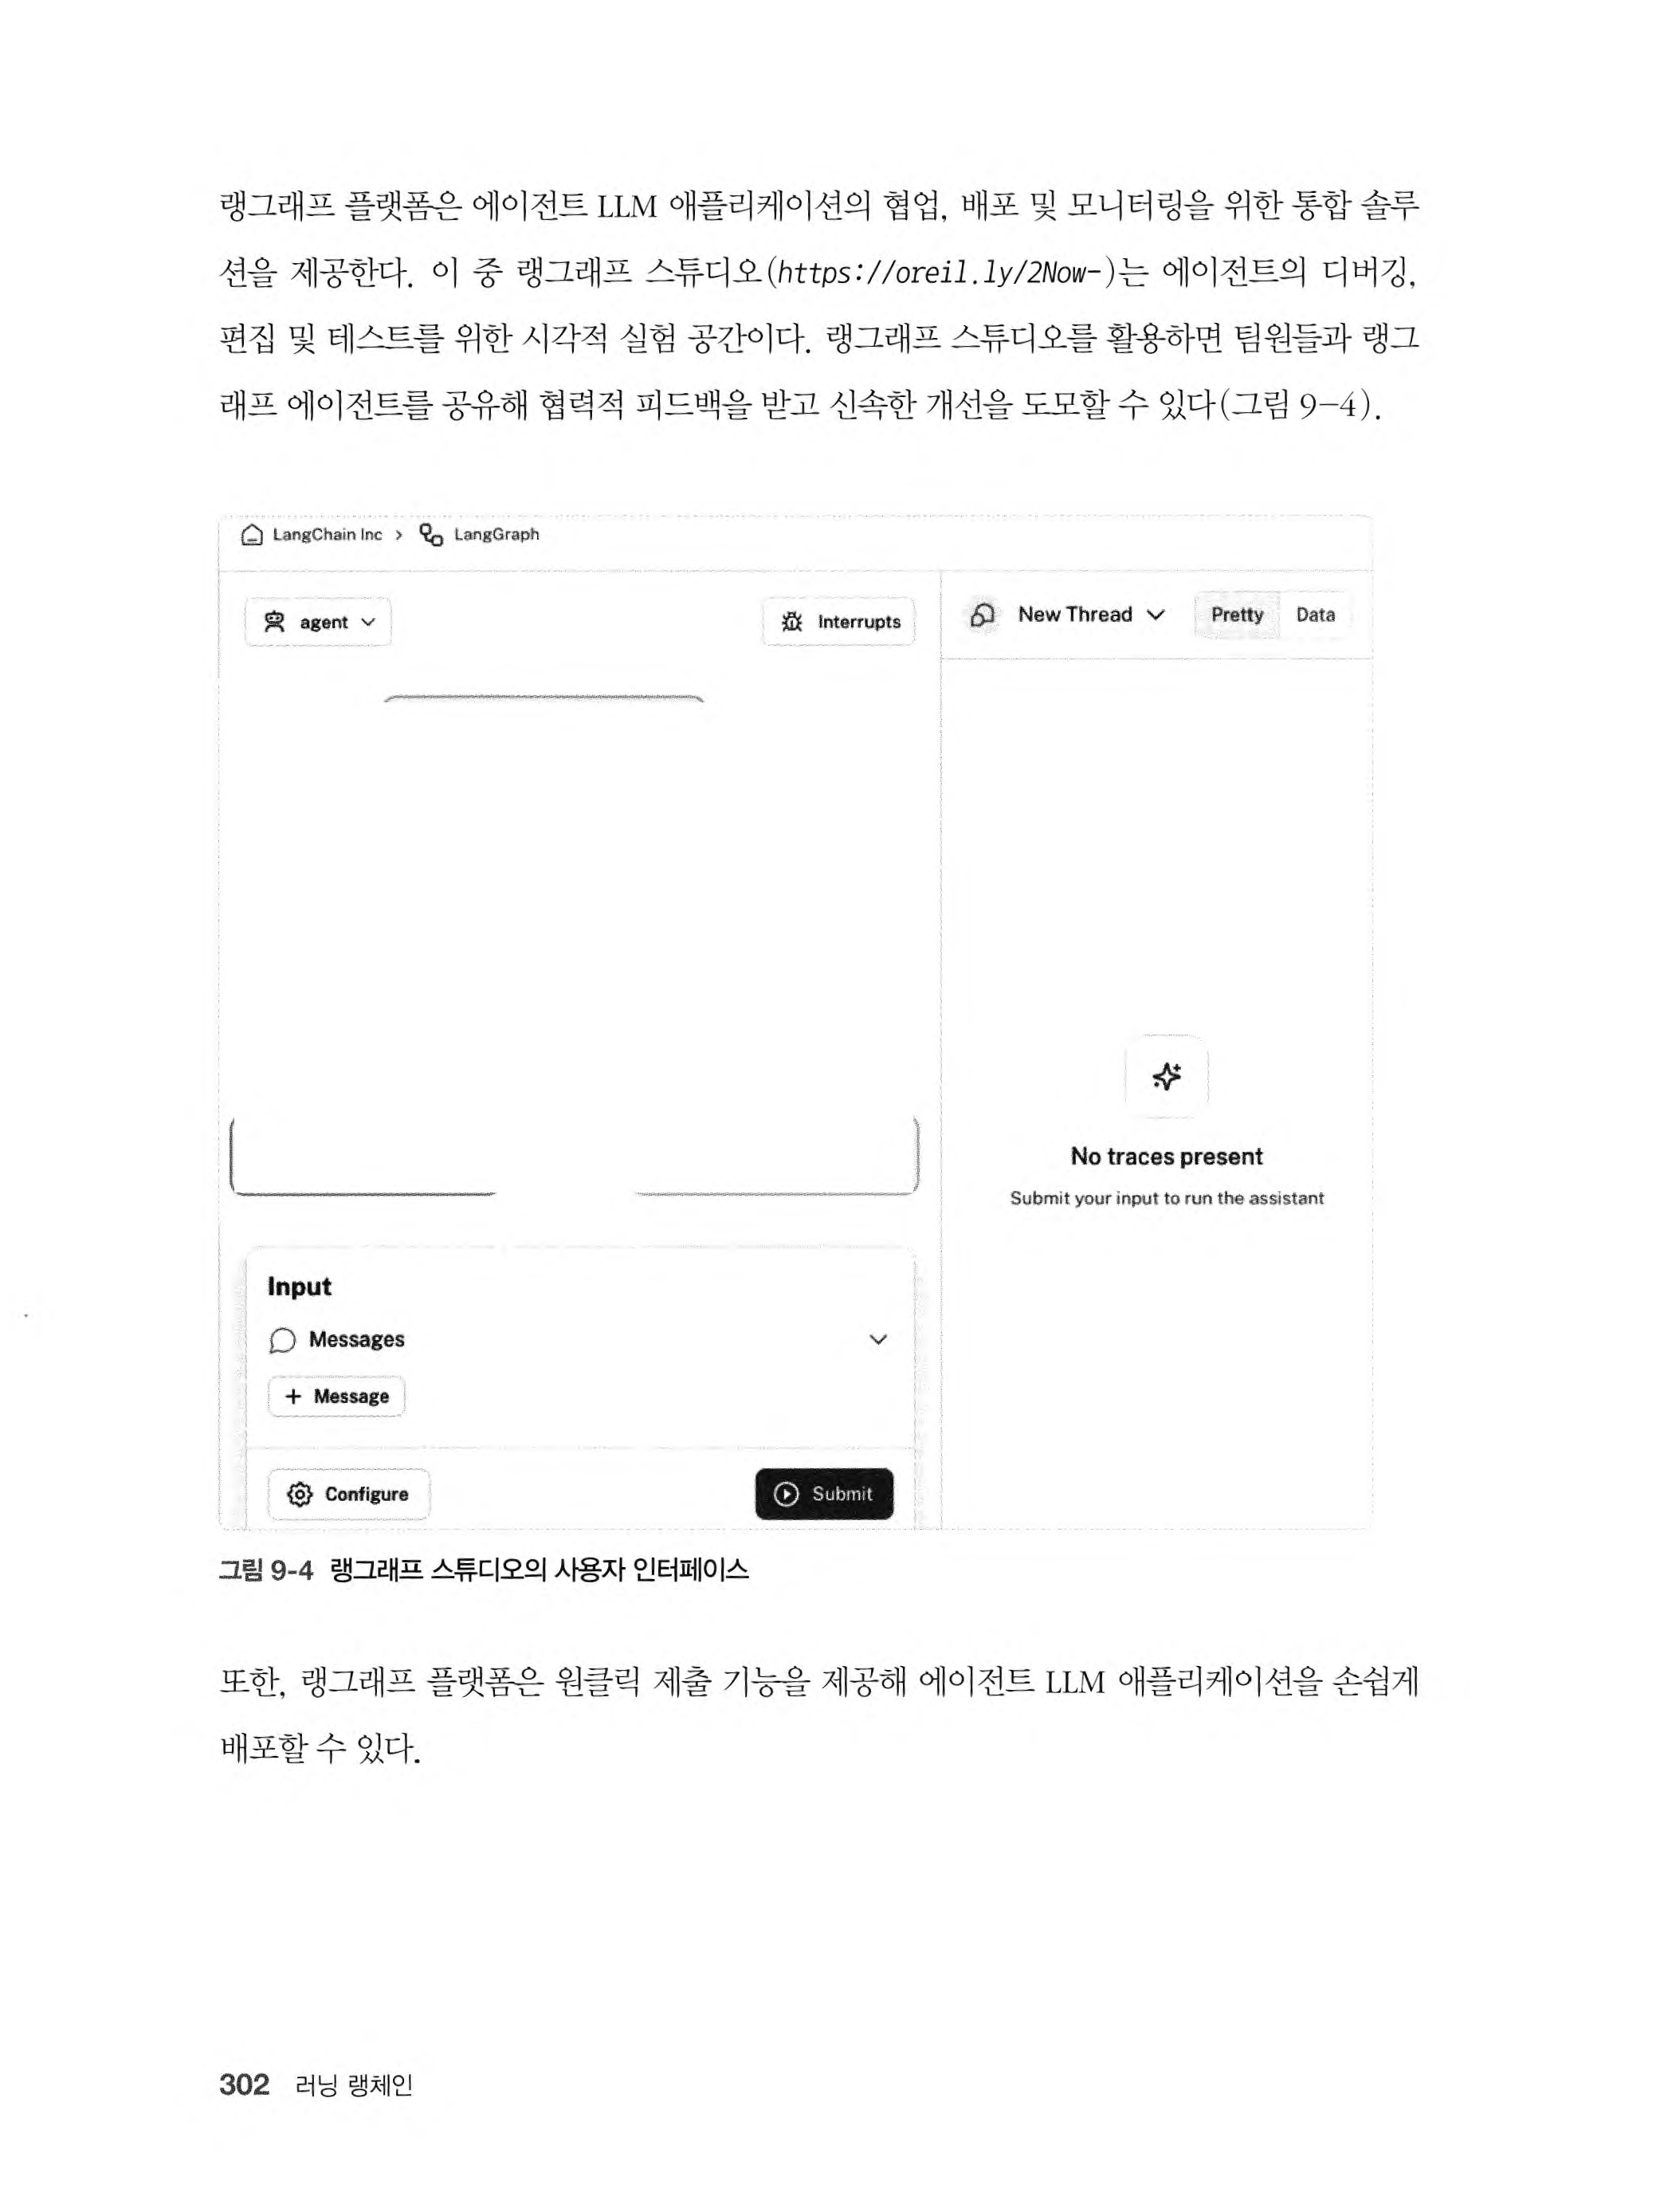 랭그래프 플랫폼은 에이전트 LLM 애플리케이션의 협업, 배포 및 모니터링을 위한 통합 솔루
션을 제공한다. 이 중 랭그래프 스튜디오(https://oreil.ly/2Now-)는 에이전트의 디버깅,
편집 및 테스트를 위한 시각적 실험 공간이다. 랭그래프 스튜디오를 활용하면 팀원들과 랭그
래프 에이전트를 공유해 협력적 피드백을 받고 신속한 개선을 도모할 수 있다(그림 9-4).
LangChain Inc > LangGraph
agent
Interrupts
New Thread
Pretty
Data
No traces present
Submit your input to run the assistant
Input
Messages
+ Message
Configure
Submit
그림 9-4 랭그래프 스튜디오의 사용자 인터페이스
또한, 랭그래프 플랫폼은 원클릭 제출 기능을 제공해 에이전트 LLM 애플리케이션을 손쉽게
배포할 수 있다.
302 러닝 랭체인